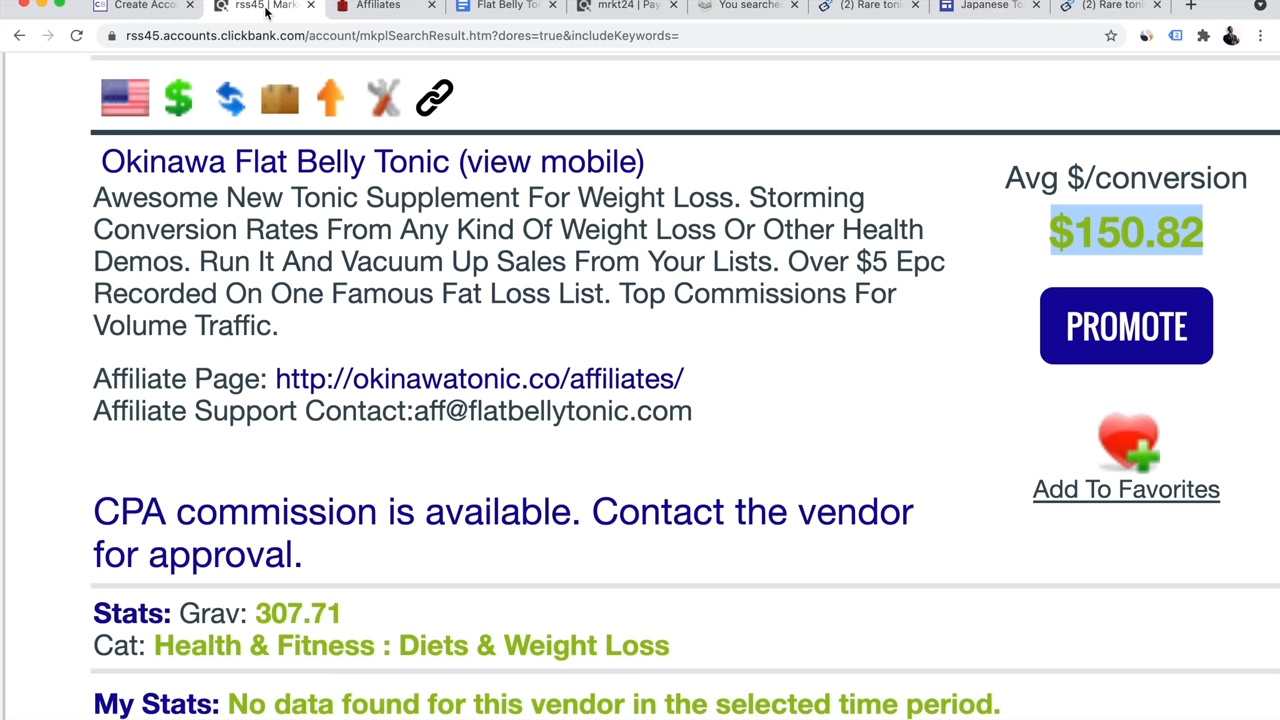 Create Acco
rss45 | Mark
Affiliates
Flat Belly To
mrkt24 | Pay
You searche
(2) Rare toni
Japanese To
(2) Rare toni
rss45.accounts.clickbank.com/account/mkplSearchResult.htm?dores=true&includeKeywords=
Okinawa Flat Belly Tonic (view mobile)
Awesome New Tonic Supplement For Weight Loss. Storming
Conversion Rates From Any Kind Of Weight Loss Or Other Health
Demos. Run It And Vacuum Up Sales From Your Lists. Over $5 Epc
Recorded On One Famous Fat Loss List. Top Commissions For
Volume Traffic.
Avg $/conversion
$150.82
PROMOTE
Affiliate Page: http://okinawatonic.co/affiliates/
Affiliate Support Contact:aff@flatbellytonic.com
Add To Favorites
CPA commission is available. Contact the vendor
for approval.
Stats: Grav: 307.71
Cat: Health & Fitness : Diets & Weight Loss
My Stats: No data found for this vendor in the selected time period.